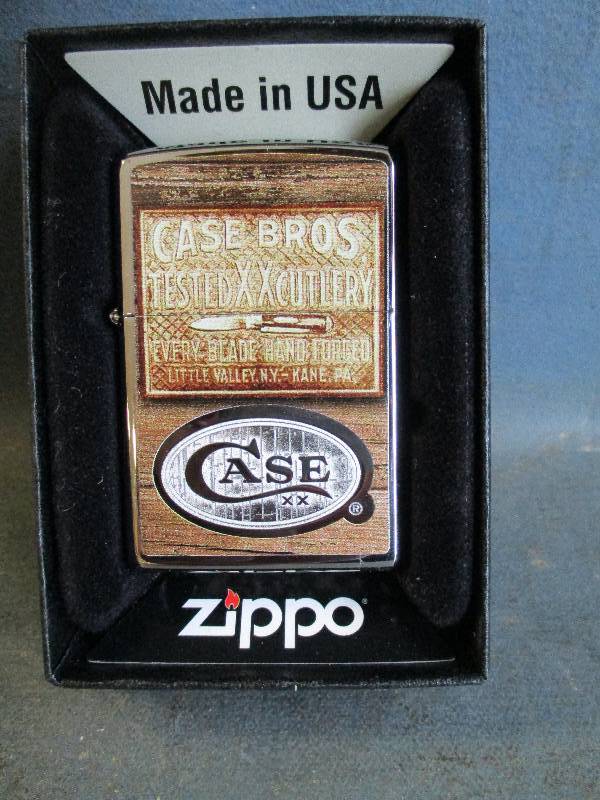 Made in USA
CASE BROS.
TESTED XX CUTLERY
EVERY BLADE HAND FORGED
LITTLE VALLEY. N.Y. - KANE, PA.
CASE
XX
®
zippo